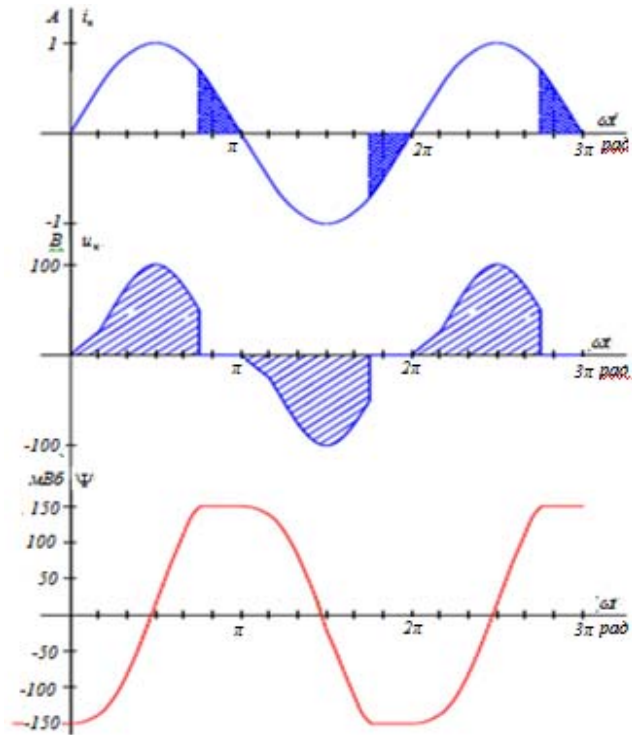 А iк
1
ωt
π 2π 3π рад
-1
В uк
100
ωt
π 2π 3π рад
-100
мВб Ψ
150
100
50
ωt
π 2π 3π рад
-50
-100
-150